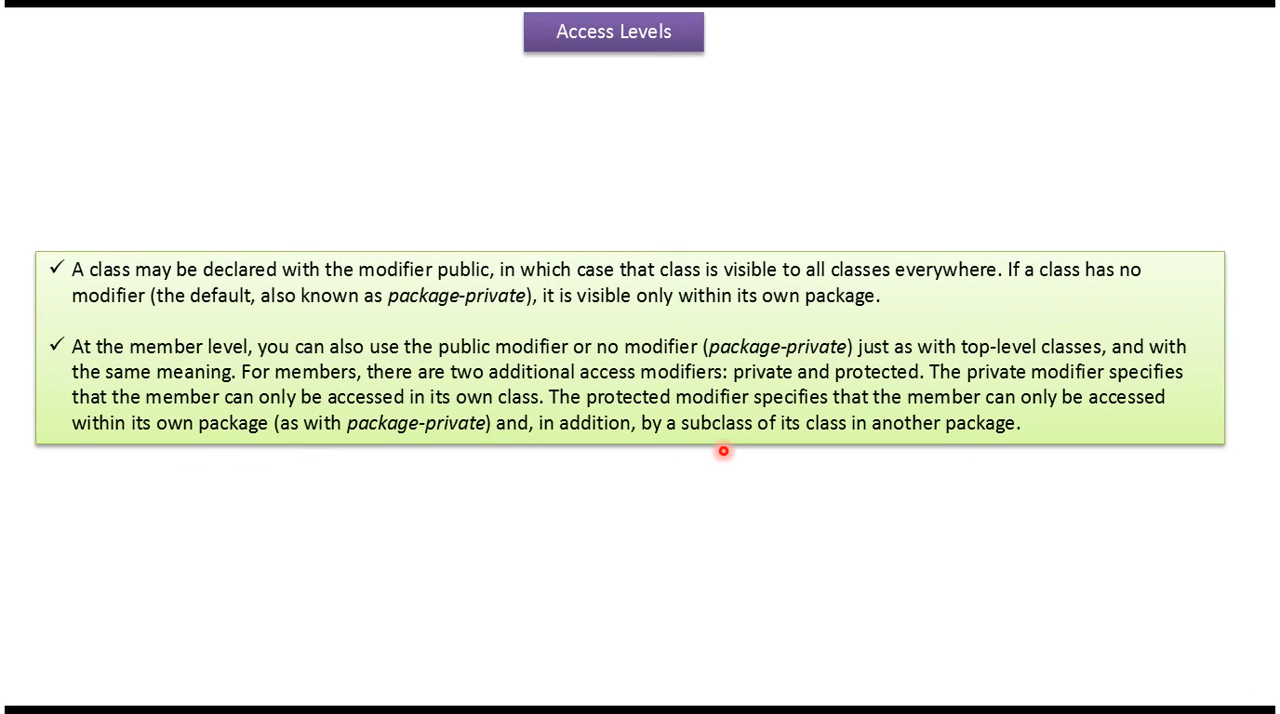 Access Levels
✓ A class may be declared with the modifier public, in which case that class is visible to all classes everywhere. If a class has no
modifier (the default, also known as package-private), it is visible only within its own package.
✓ At the member level, you can also use the public modifier or no modifier (package-private) just as with top-level classes, and with
the same meaning. For members, there are two additional access modifiers: private and protected. The private modifier specifies
that the member can only be accessed in its own class. The protected modifier specifies that the member can only be accessed
within its own package (as with package-private) and, in addition, by a subclass of its class in another package.